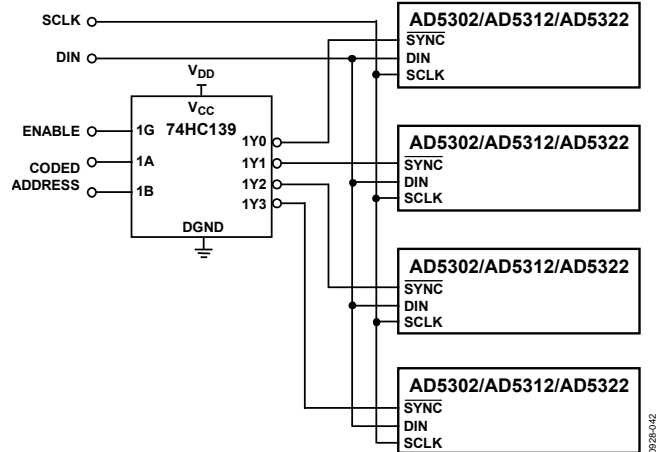 SCLK
DIN
ENABLE
CODED
ADDRESS
VDD
VCC
74HC139
1G
1A
1B
1Y0
1Y1
1Y2
1Y3
DGND
AD5302/AD5312/AD5322
SYNC
DIN
SCLK
AD5302/AD5312/AD5322
SYNC
DIN
SCLK
AD5302/AD5312/AD5322
SYNC
DIN
SCLK
AD5302/AD5312/AD5322
SYNC
DIN
SCLK